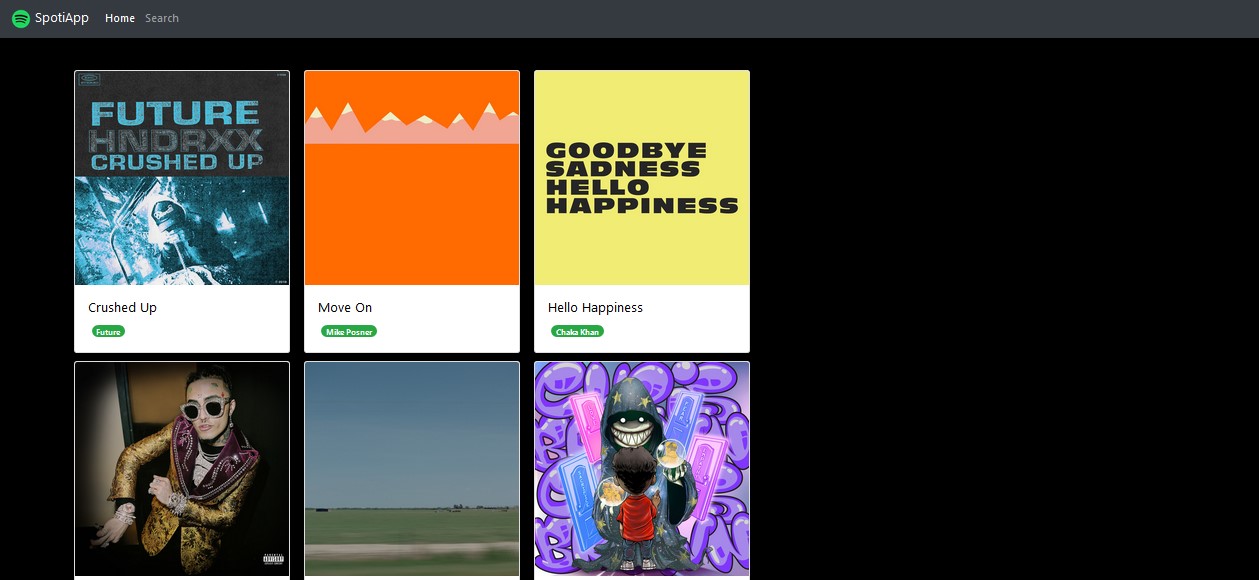 SpotiApp Home Search
FUTURE
HNDRXX
CRUSHED UP
GOODBYE
SADNESS
HELLO
HAPPINESS
Crushed Up
Future
Move On
Mike Posner
Hello Happiness
Chaka Khan